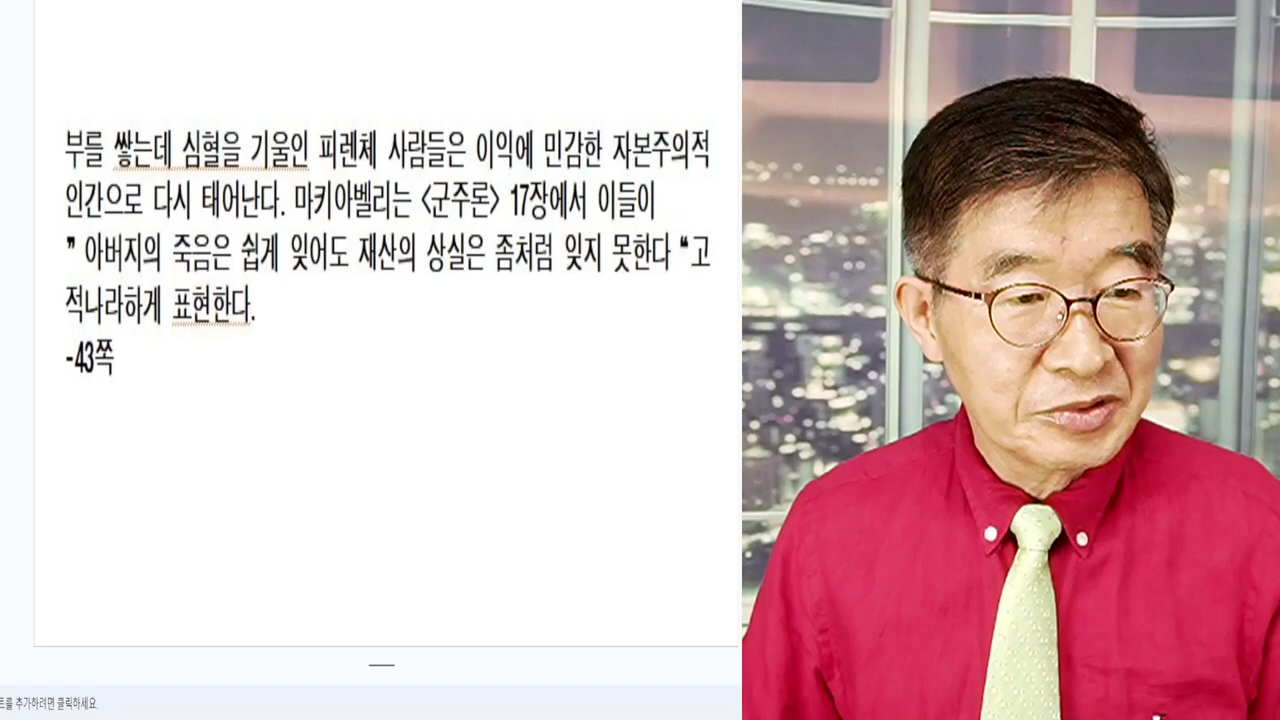 부를 쌓는데 심혈을 기울인 피렌체 사람들은 이익에 민감한 자본주의적
인간으로 다시 태어난다. 마키아벨리는 <군주론> 17장에서 이들이
❞ 아버지의 죽음은 쉽게 잊어도 재산의 상실은 좀처럼 잊지 못한다 ❝고
적나라하게 표현한다.
-43쪽
트를 추가하려면 클릭하세요.